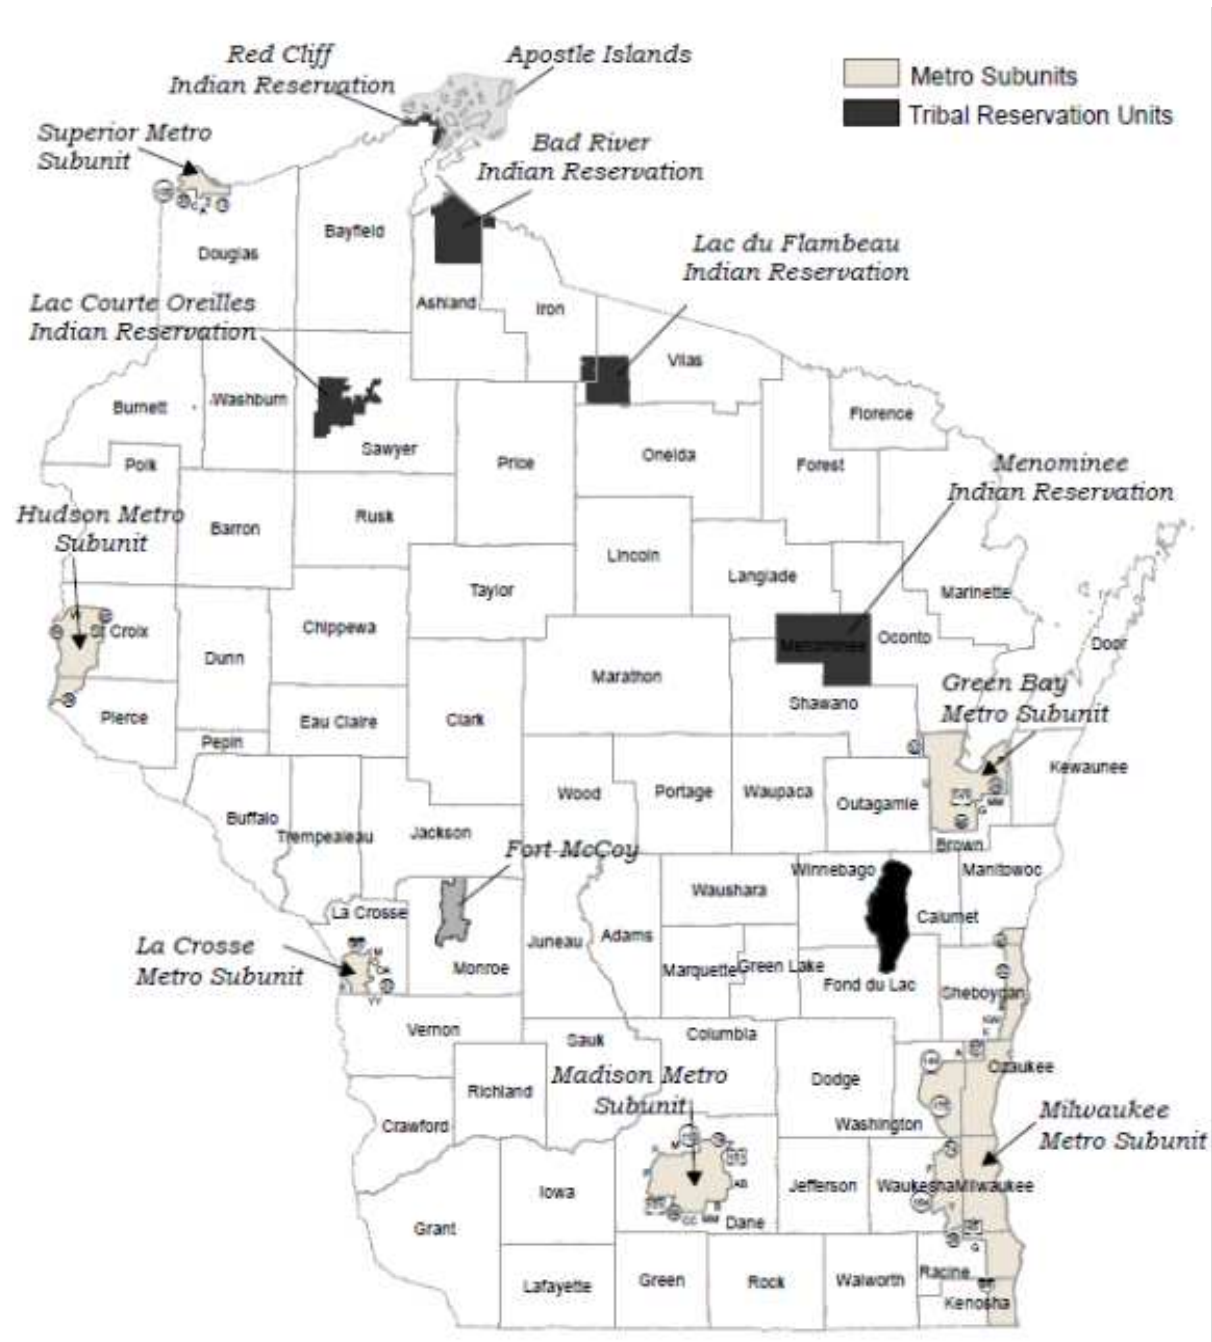 Red Cliff
Indian Reservation
Apostle Islands
Metro Subunits
Tribal Reservation Units
Superior Metro
Subunit
Bad River
Indian Reservation
Bayfield
Douglas
Lac du Flambeau
Indian Reservation
Lac Courte Oreilles
Indian Reservation
Ashland
Iron
Vilas
Burnett
Washburn
Florence
Sawyer
Polk
Price
Oneida
Forest
Menominee
Indian Reservation
Hudson Metro
Subunit
Barron
Rusk
Lincoln
Langlade
Taylor
Marinette
Chippewa
St Croix
Dunn
Menominee
Oconto
Door
Marathon
Green Bay
Metro Subunit
Shawano
Pierce
Eau Claire
Clark
Pepin
Kewaunee
Wood
Portage
Waupaca
Outagamie
Buffalo
Trempealeau
Jackson
Brown
Fort McCoy
Winnebago
Manitowoc
Waushara
La Crosse
Calumet
La Crosse
Metro Subunit
Juneau
Adams
Monroe
Marquette
Green Lake
Fond du Lac
Sheboygan
Vernon
Sauk
Columbia
Madison Metro
Subunit
Dodge
Ozaukee
Richland
Crawford
Washington
Milwaukee
Metro Subunit
Iowa
Jefferson
Waukesha
Milwaukee
Grant
Dane
Lafayette
Green
Rock
Walworth
Racine
Kenosha